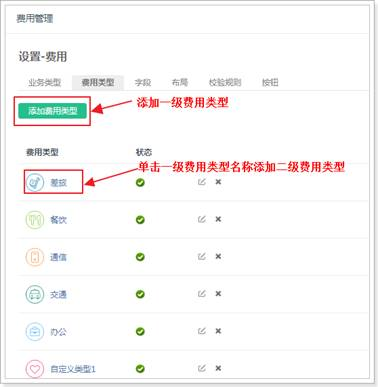 费用管理
设置-费用
业务类型 费用类型 字段 布局 校验规则 按钮
添加费用类型
添加一级费用类型
费用类型 状态
单击一级费用类型名称添加二级费用类型
差旅
餐饮
通信
交通
办公
自定义类型1